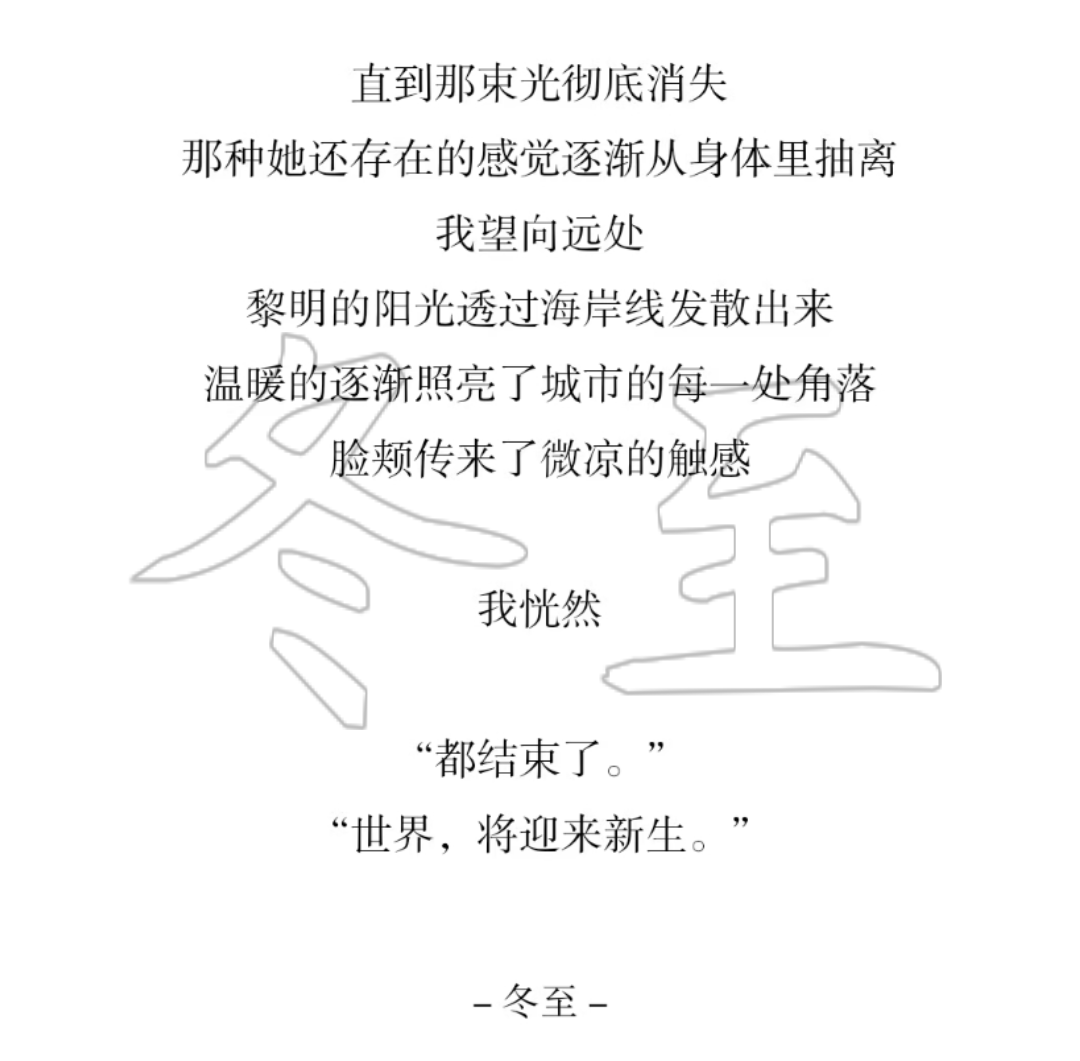 直到那束光彻底消失
那种她还存在的感觉逐渐从身体里抽离
我望向远处
黎明的阳光透过海岸线发散出来
温暖的逐渐照亮了城市的每一处角落
脸颊传来了微凉的触感
冬至
我恍然
“都结束了。”
“世界，将迎来新生。”
– 冬至 –